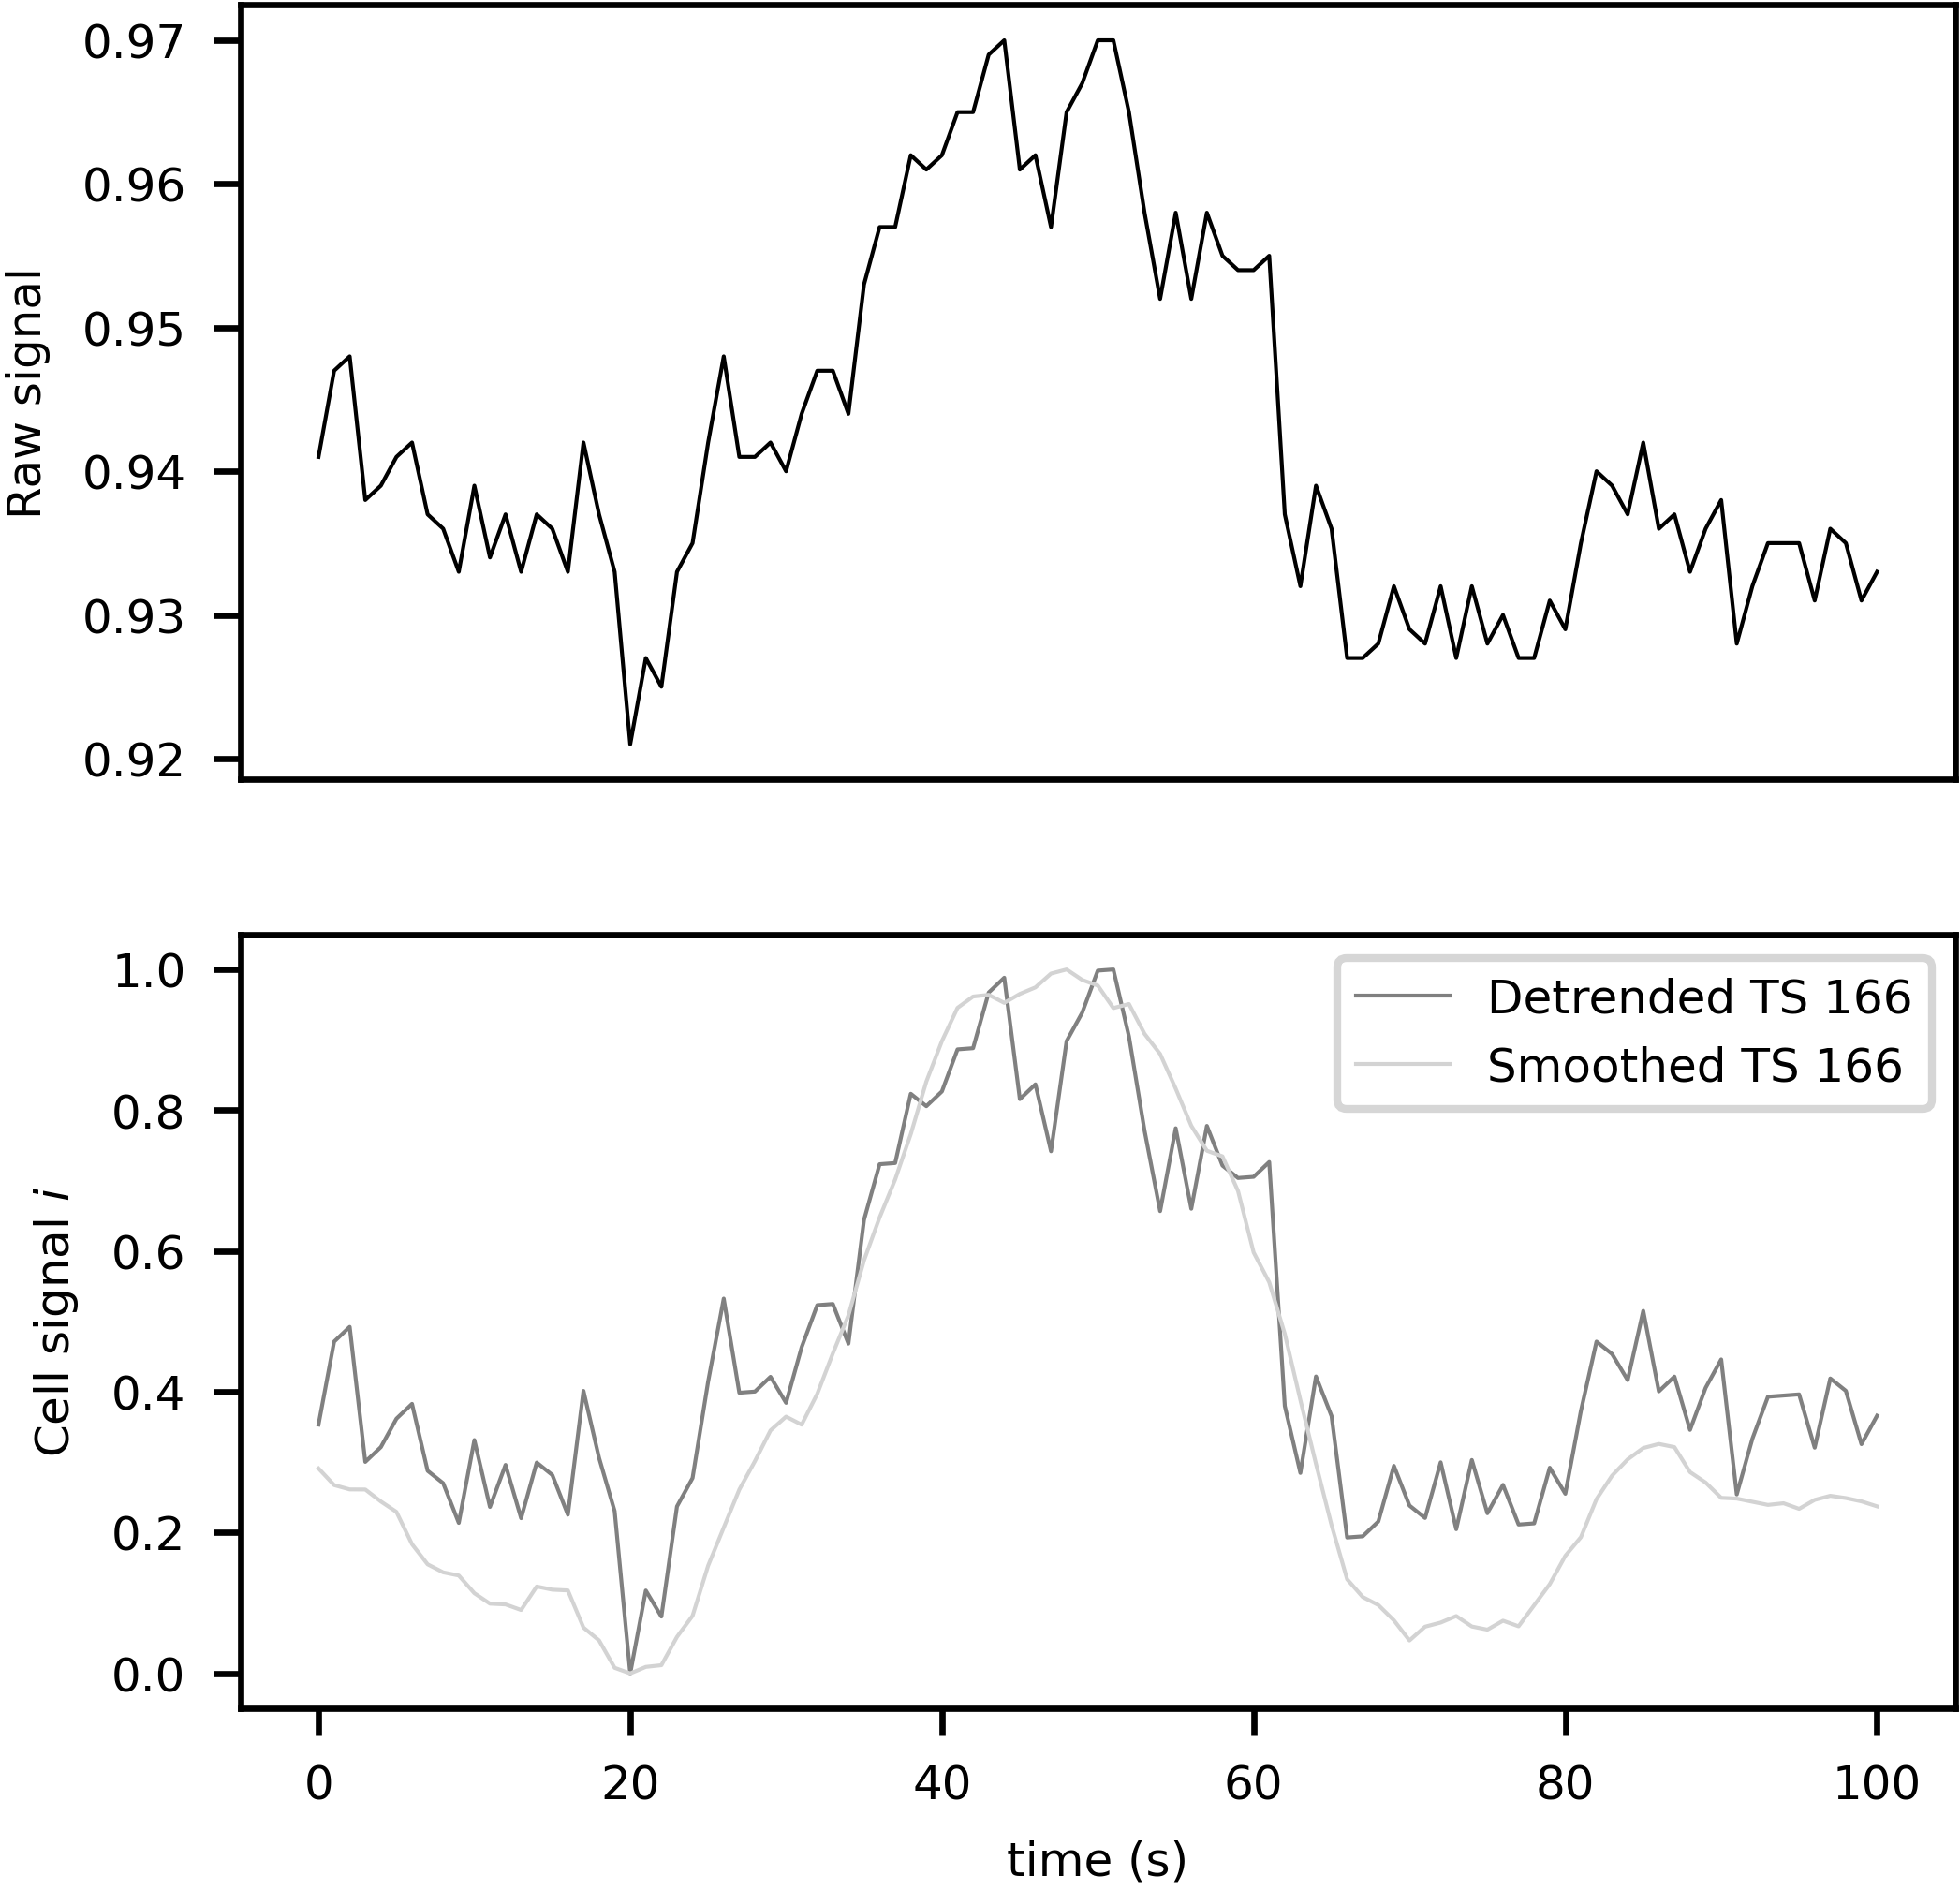 Raw signal
0.97
0.96
0.95
0.94
0.93
0.92
Cell signal i
1.0
0.8
0.6
0.4
0.2
0.0
Detrended TS 166
Smoothed TS 166
0 20 40 60 80 100
time (s)